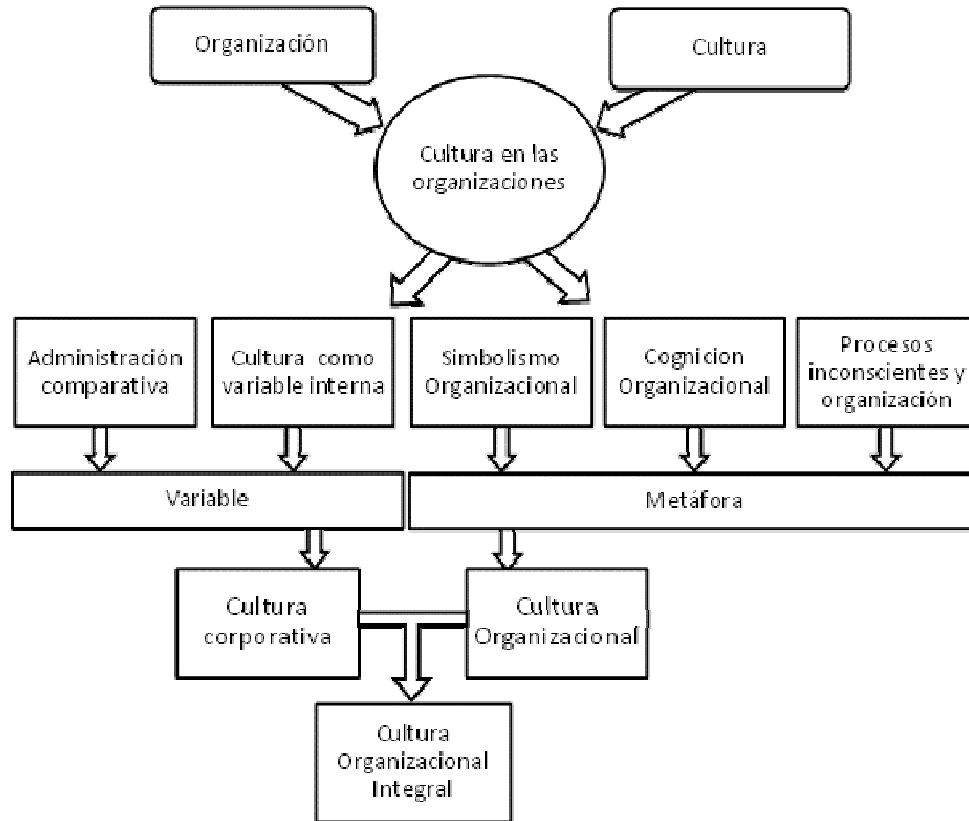 Organización
Cultura
Cultura en las
organizaciones
Administración
comparativa
Cultura como
variable interna
Simbolismo
Organizacional
Cognicion
Organizacional
Procesos
inconscientes y
organización
Variable
Metáfora
Cultura
corporativa
Cultura
Organizacional
Cultura
Organizacional
Integral